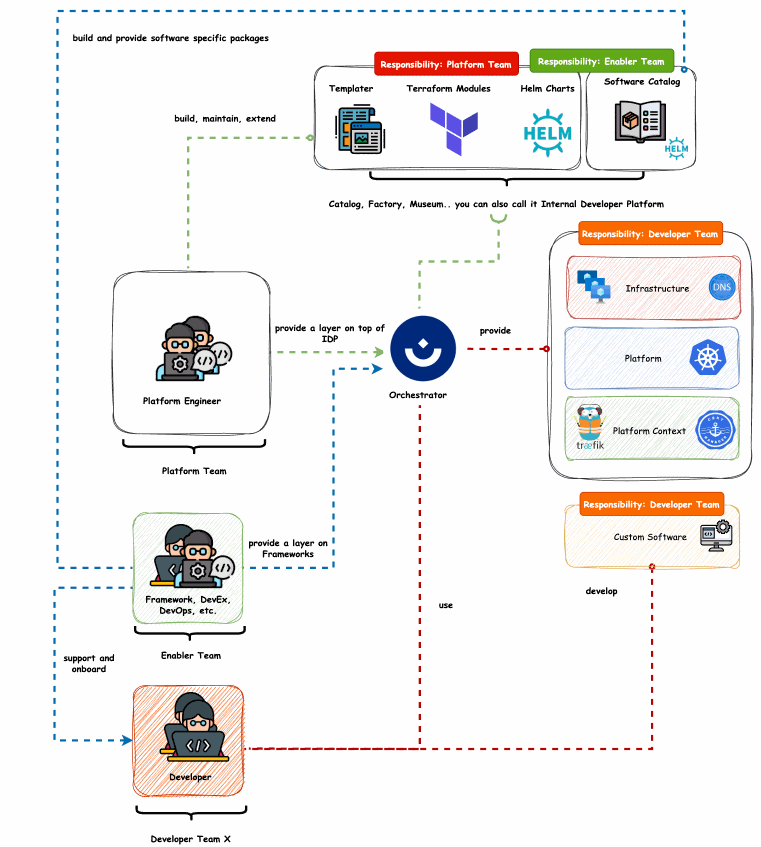 build and provide software specific packages
Responsibility: Platform Team
Responsibility: Enabler Team
Templater
Terraform Modules
Helm Charts
Software Catalog
HELM
HELM
build, maintain, extend
Catalog, Factory, Museum.. you can also call it Internal Developer Platform
Responsibility: Developer Team
Infrastructure
DNS
provide a layer on top of
IDP
provide
Platform
Platform Engineer
Orchestrator
Platform Context
træfik
CERT
MANAGER
Platform Team
Responsibility: Developer Team
Custom Software
provide a layer on
Frameworks
Framework, DevEx,
DevOps, etc.
develop
use
Enabler Team
support and
onboard
Developer
Developer Team X